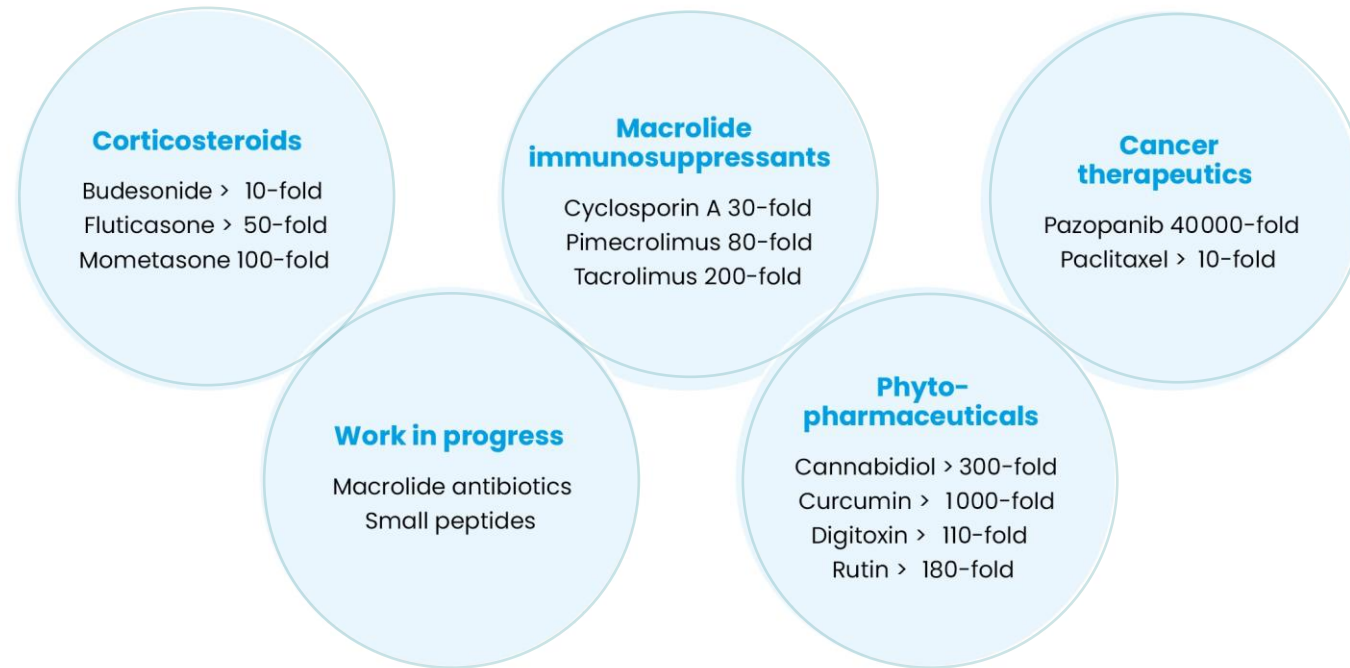 Corticosteroids
Budesonide > 10-fold
Fluticasone > 50-fold
Mometasone 100-fold
Macrolide
immunosuppressants
Cyclosporin A 30-fold
Pimecrolimus 80-fold
Tacrolimus 200-fold
Cancer
therapeutics
Pazopanib 40000-fold
Paclitaxel > 10-fold
Work in progress
Macrolide antibiotics
Small peptides
Phyto-
pharmaceuticals
Cannabidiol > 300-fold
Curcumin > 1000-fold
Digitoxin > 110-fold
Rutin > 180-fold